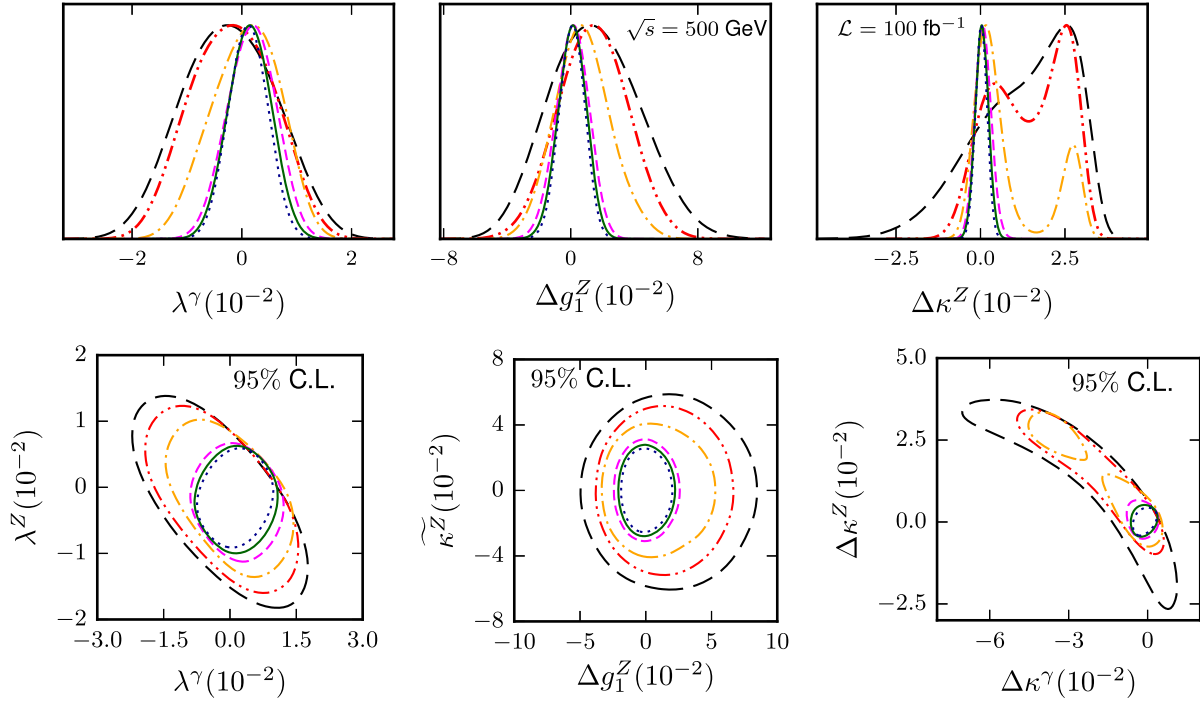 √s = 500 GeV
ℒ = 100 fb⁻¹
−2 0 2
−8 0 8
−2.5 0.0 2.5
λ^γ(10⁻²)
Δg₁^Z(10⁻²)
Δκ^Z(10⁻²)
95% C.L.
2
1
0
−1
−2
λ^Z(10⁻²)
−3.0 −1.5 0.0 1.5 3.0
λ^γ(10⁻²)
95% C.L.
8
4
0
−4
−8
κ̃^Z(10⁻²)
−10 −5 0 5 10
Δg₁^Z(10⁻²)
95% C.L.
5.0
2.5
0.0
−2.5
Δκ^Z(10⁻²)
−6 −3 0
Δκ^γ(10⁻²)